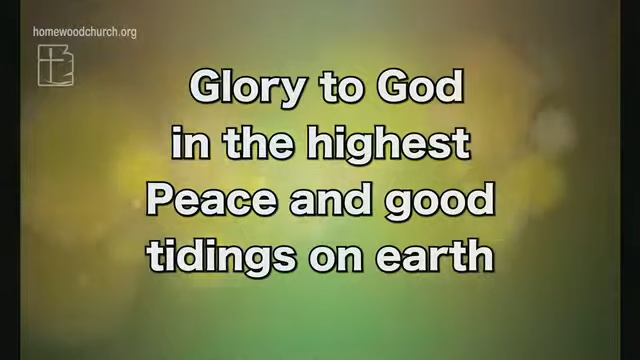 homewoodchurch.org
Glory to God
in the highest
Peace and good
tidings on earth